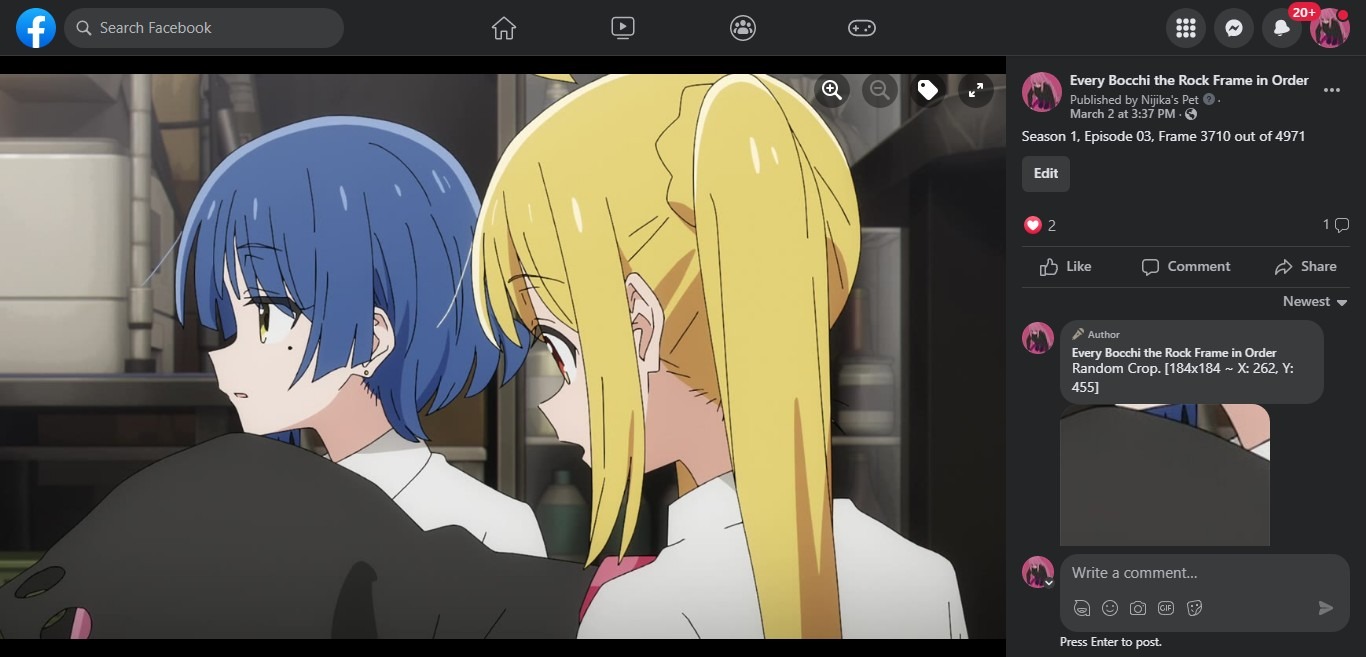 Search Facebook
20+
Every Bocchi the Rock Frame in Order
Published by Nijika's Pet ?
March 2 at 3:37 PM ·
Season 1, Episode 03, Frame 3710 out of 4971
Edit
2
1
Like
Comment
Share
Newest
Author
Every Bocchi the Rock Frame in Order
Random Crop. [184x184 ~ X: 262, Y:
455]
Write a comment...
GIF
Press Enter to post.